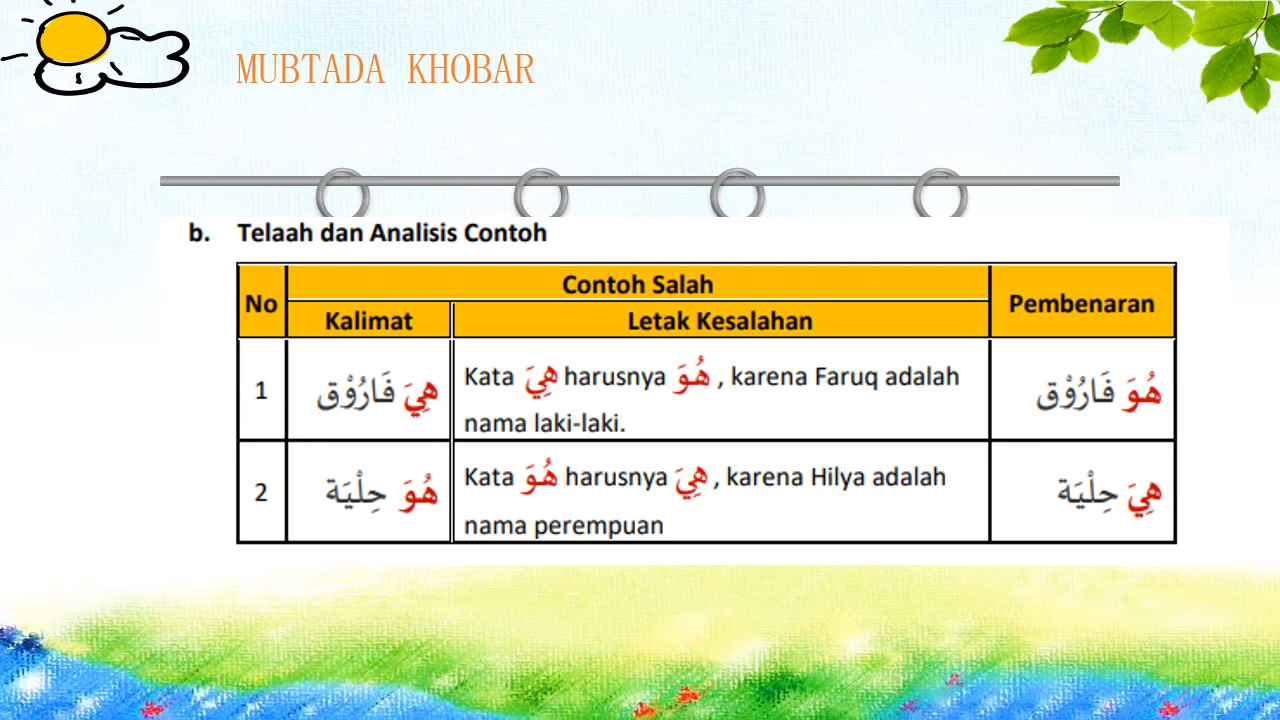 MUBTADA KHOBAR
b. Telaah dan Analisis Contoh
No
Contoh Salah
Pembenaran
Kalimat
Letak Kesalahan
1
هِيَ فَارُوْق
Kata هِيَ harusnya هُوَ , karena Faruq adalah
nama laki-laki.
هُوَ فَارُوْق
2
هُوَ حِلْيَة
Kata هُوَ harusnya هِيَ , karena Hilya adalah
nama perempuan
هِيَ حِلْيَة